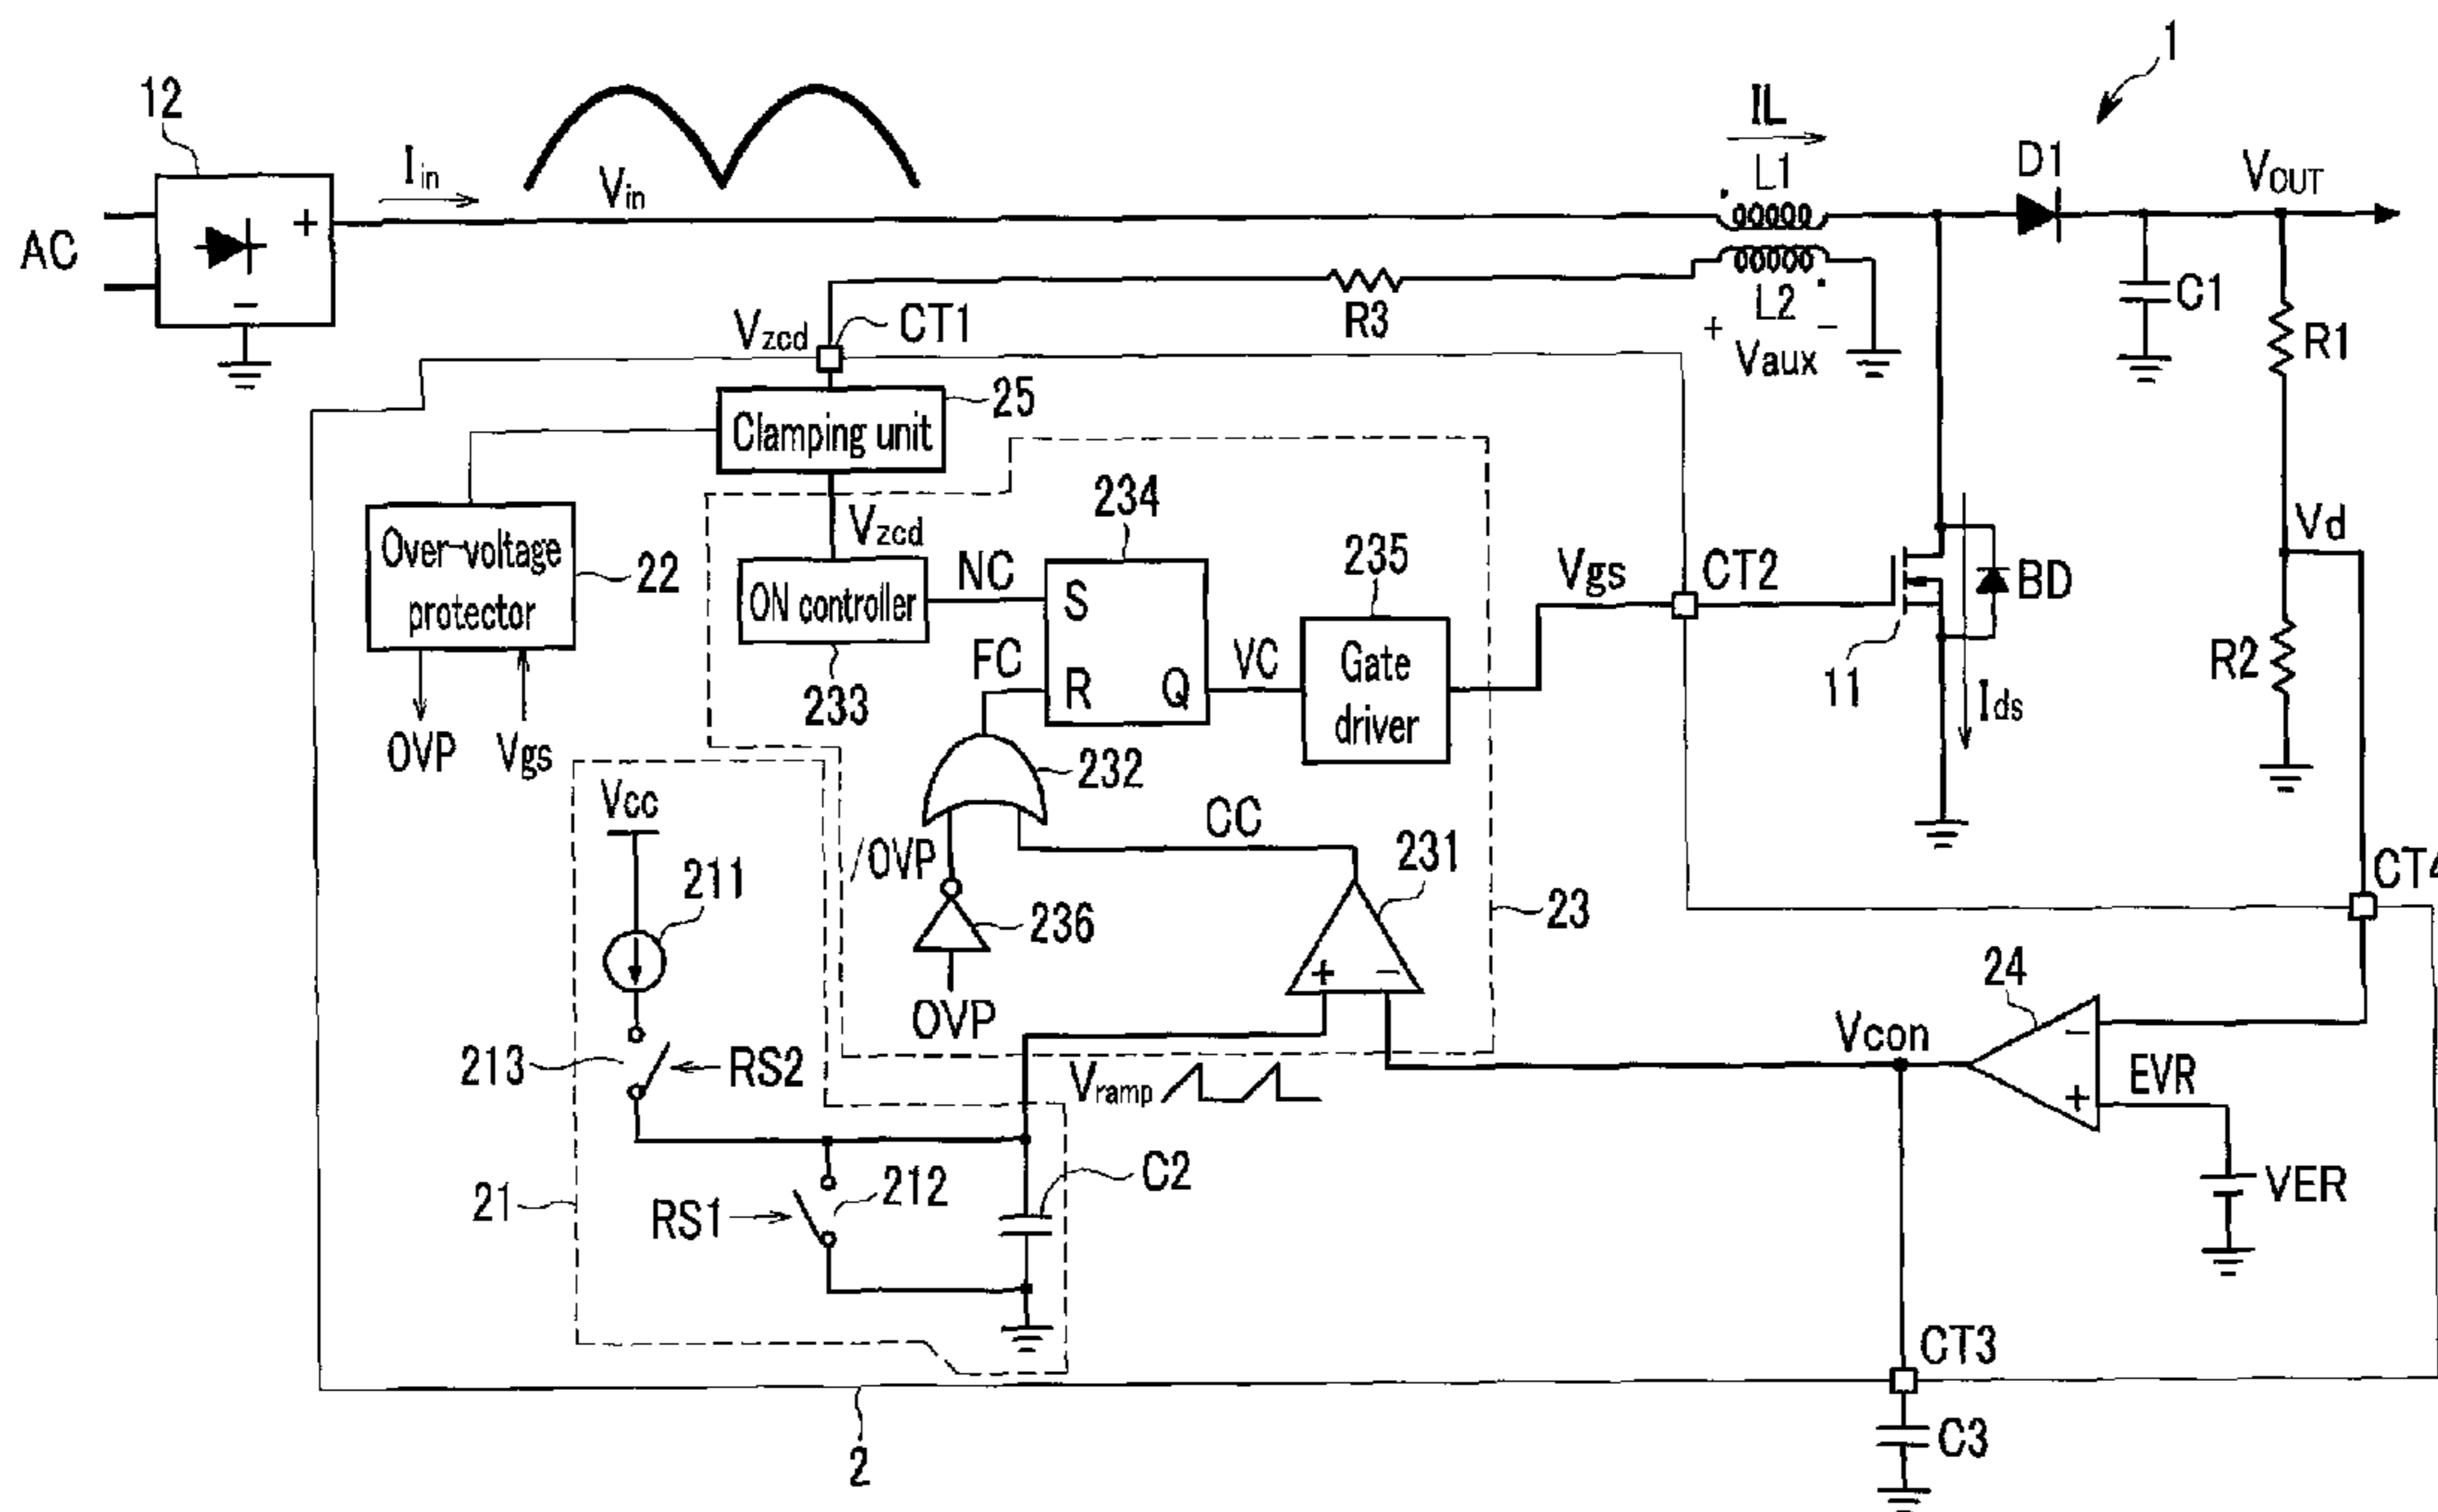 1
12
Iin
Vin
IL
L1
D1
VOUT
AC
+
−
R3
L2
+ −
Vaux
C1
R1
Vzcd
CT1
Clamping unit
25
Over-voltage
protector
22
OVP
Vgs
Vzcd
ON controller
233
NC
FC
234
S
R
Q
VC
235
Gate
driver
Vgs
CT2
11
BD
Ids
Vd
R2
232
CC
/OVP
236
OVP
231
+ −
23
CT4
Vcc
211
213
RS2
21
RS1
212
C2
Vramp
Vcon
24
−
+
EVR
VER
CT3
C3
2